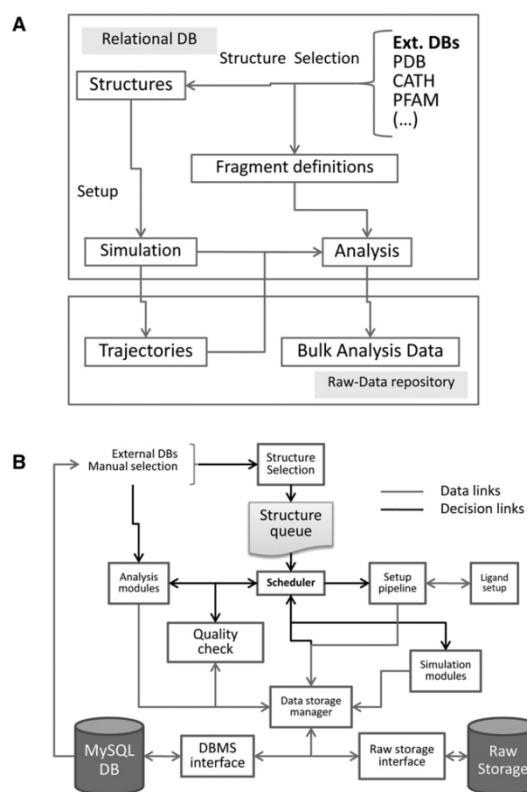 A
Relational DB
Structure Selection
Ext. DBs
PDB
CATH
PFAM
(...)
Structures
Fragment definitions
Setup
Simulation
Analysis
Trajectories
Bulk Analysis Data
Raw-Data repository
B
External DBs
Manual selection
Structure
Selection
Data links
Decision links
Structure
queue
Analysis
modules
Scheduler
Setup
pipeline
Ligand
setup
Quality
check
Simulation
modules
Data storage
manager
MySQL
DB
DBMS
interface
Raw storage
interface
Raw
Storage